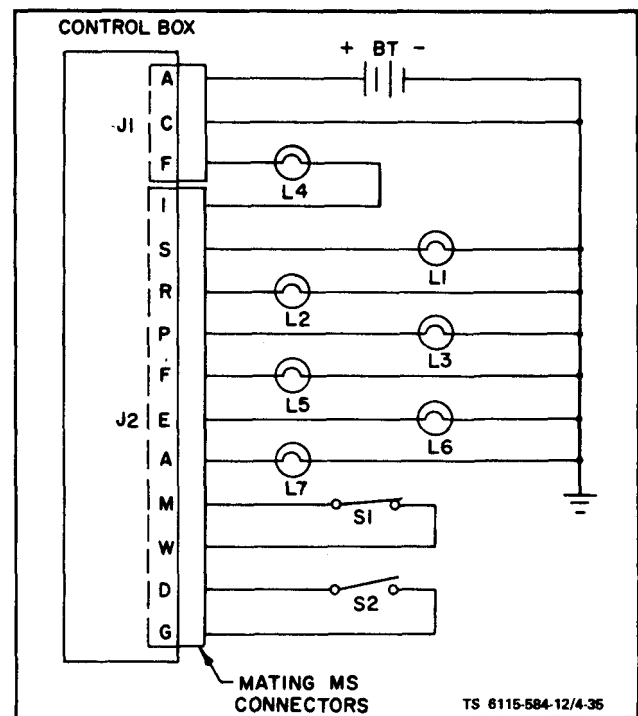 CONTROL BOX
+ BT -
A
J1
C
F
L4
I
S
L1
R
L2
P
L3
F
L5
J2
E
L6
A
L7
M
S1
W
D
S2
G
MATING MS
CONNECTORS
TS 6115-584-12/4-35